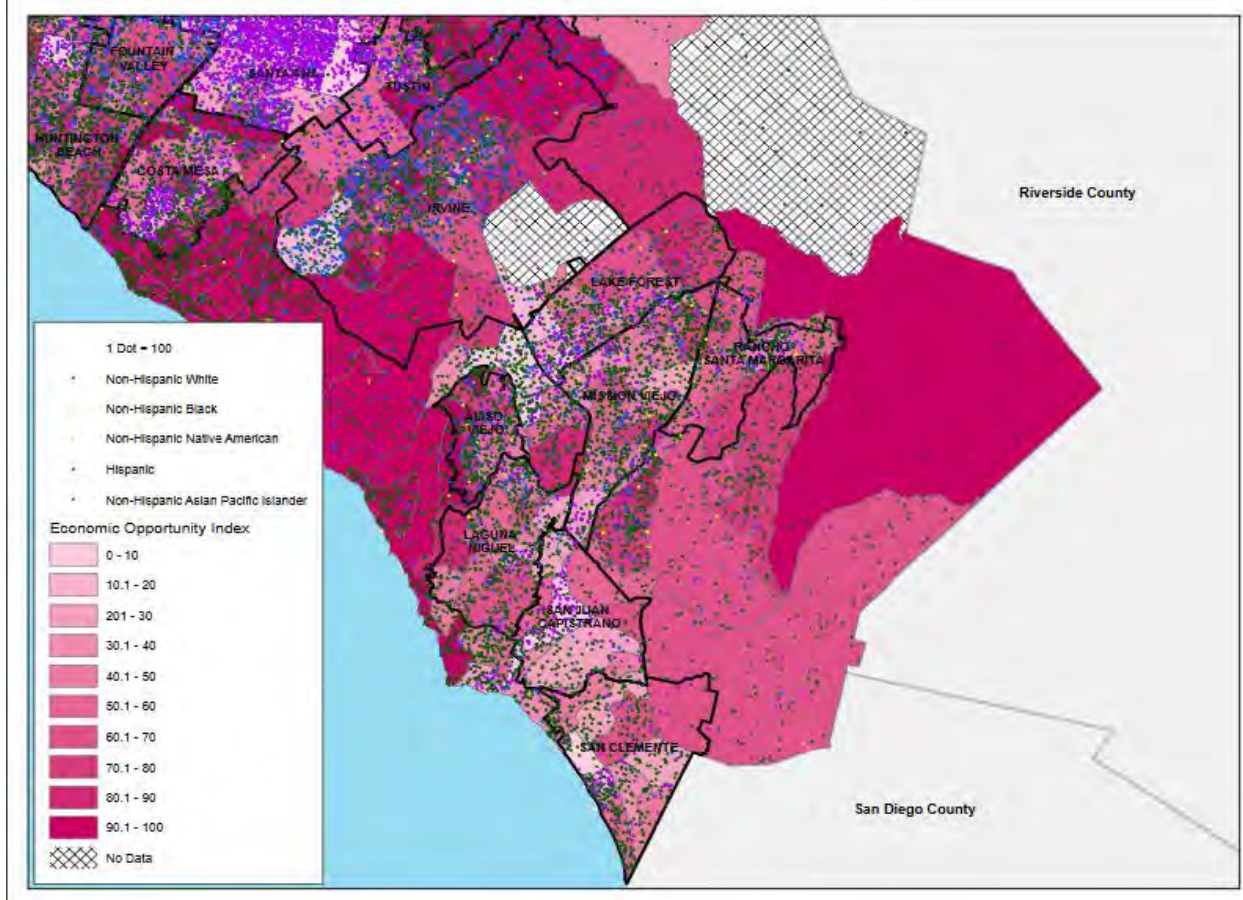 FOUNTAIN
VALLEY
SANTA ANA
TUSTIN
HUNTINGTON
BEACH
COSTA MESA
IRVINE
Riverside County
LAKE FOREST
RANCHO
SANTA MARGARITA
MISSION VIEJO
ALISO
VIEJO
LAGUNA
NIGUEL
SAN JUAN
CAPISTRANO
SAN CLEMENTE
San Diego County
1 Dot = 100
Non-Hispanic White
Non-Hispanic Black
Non-Hispanic Native American
Hispanic
Non-Hispanic Asian Pacific Islander
Economic Opportunity Index
0 - 10
10.1 - 20
201 - 30
30.1 - 40
40.1 - 50
50.1 - 60
60.1 - 70
70.1 - 80
80.1 - 90
90.1 - 100
No Data